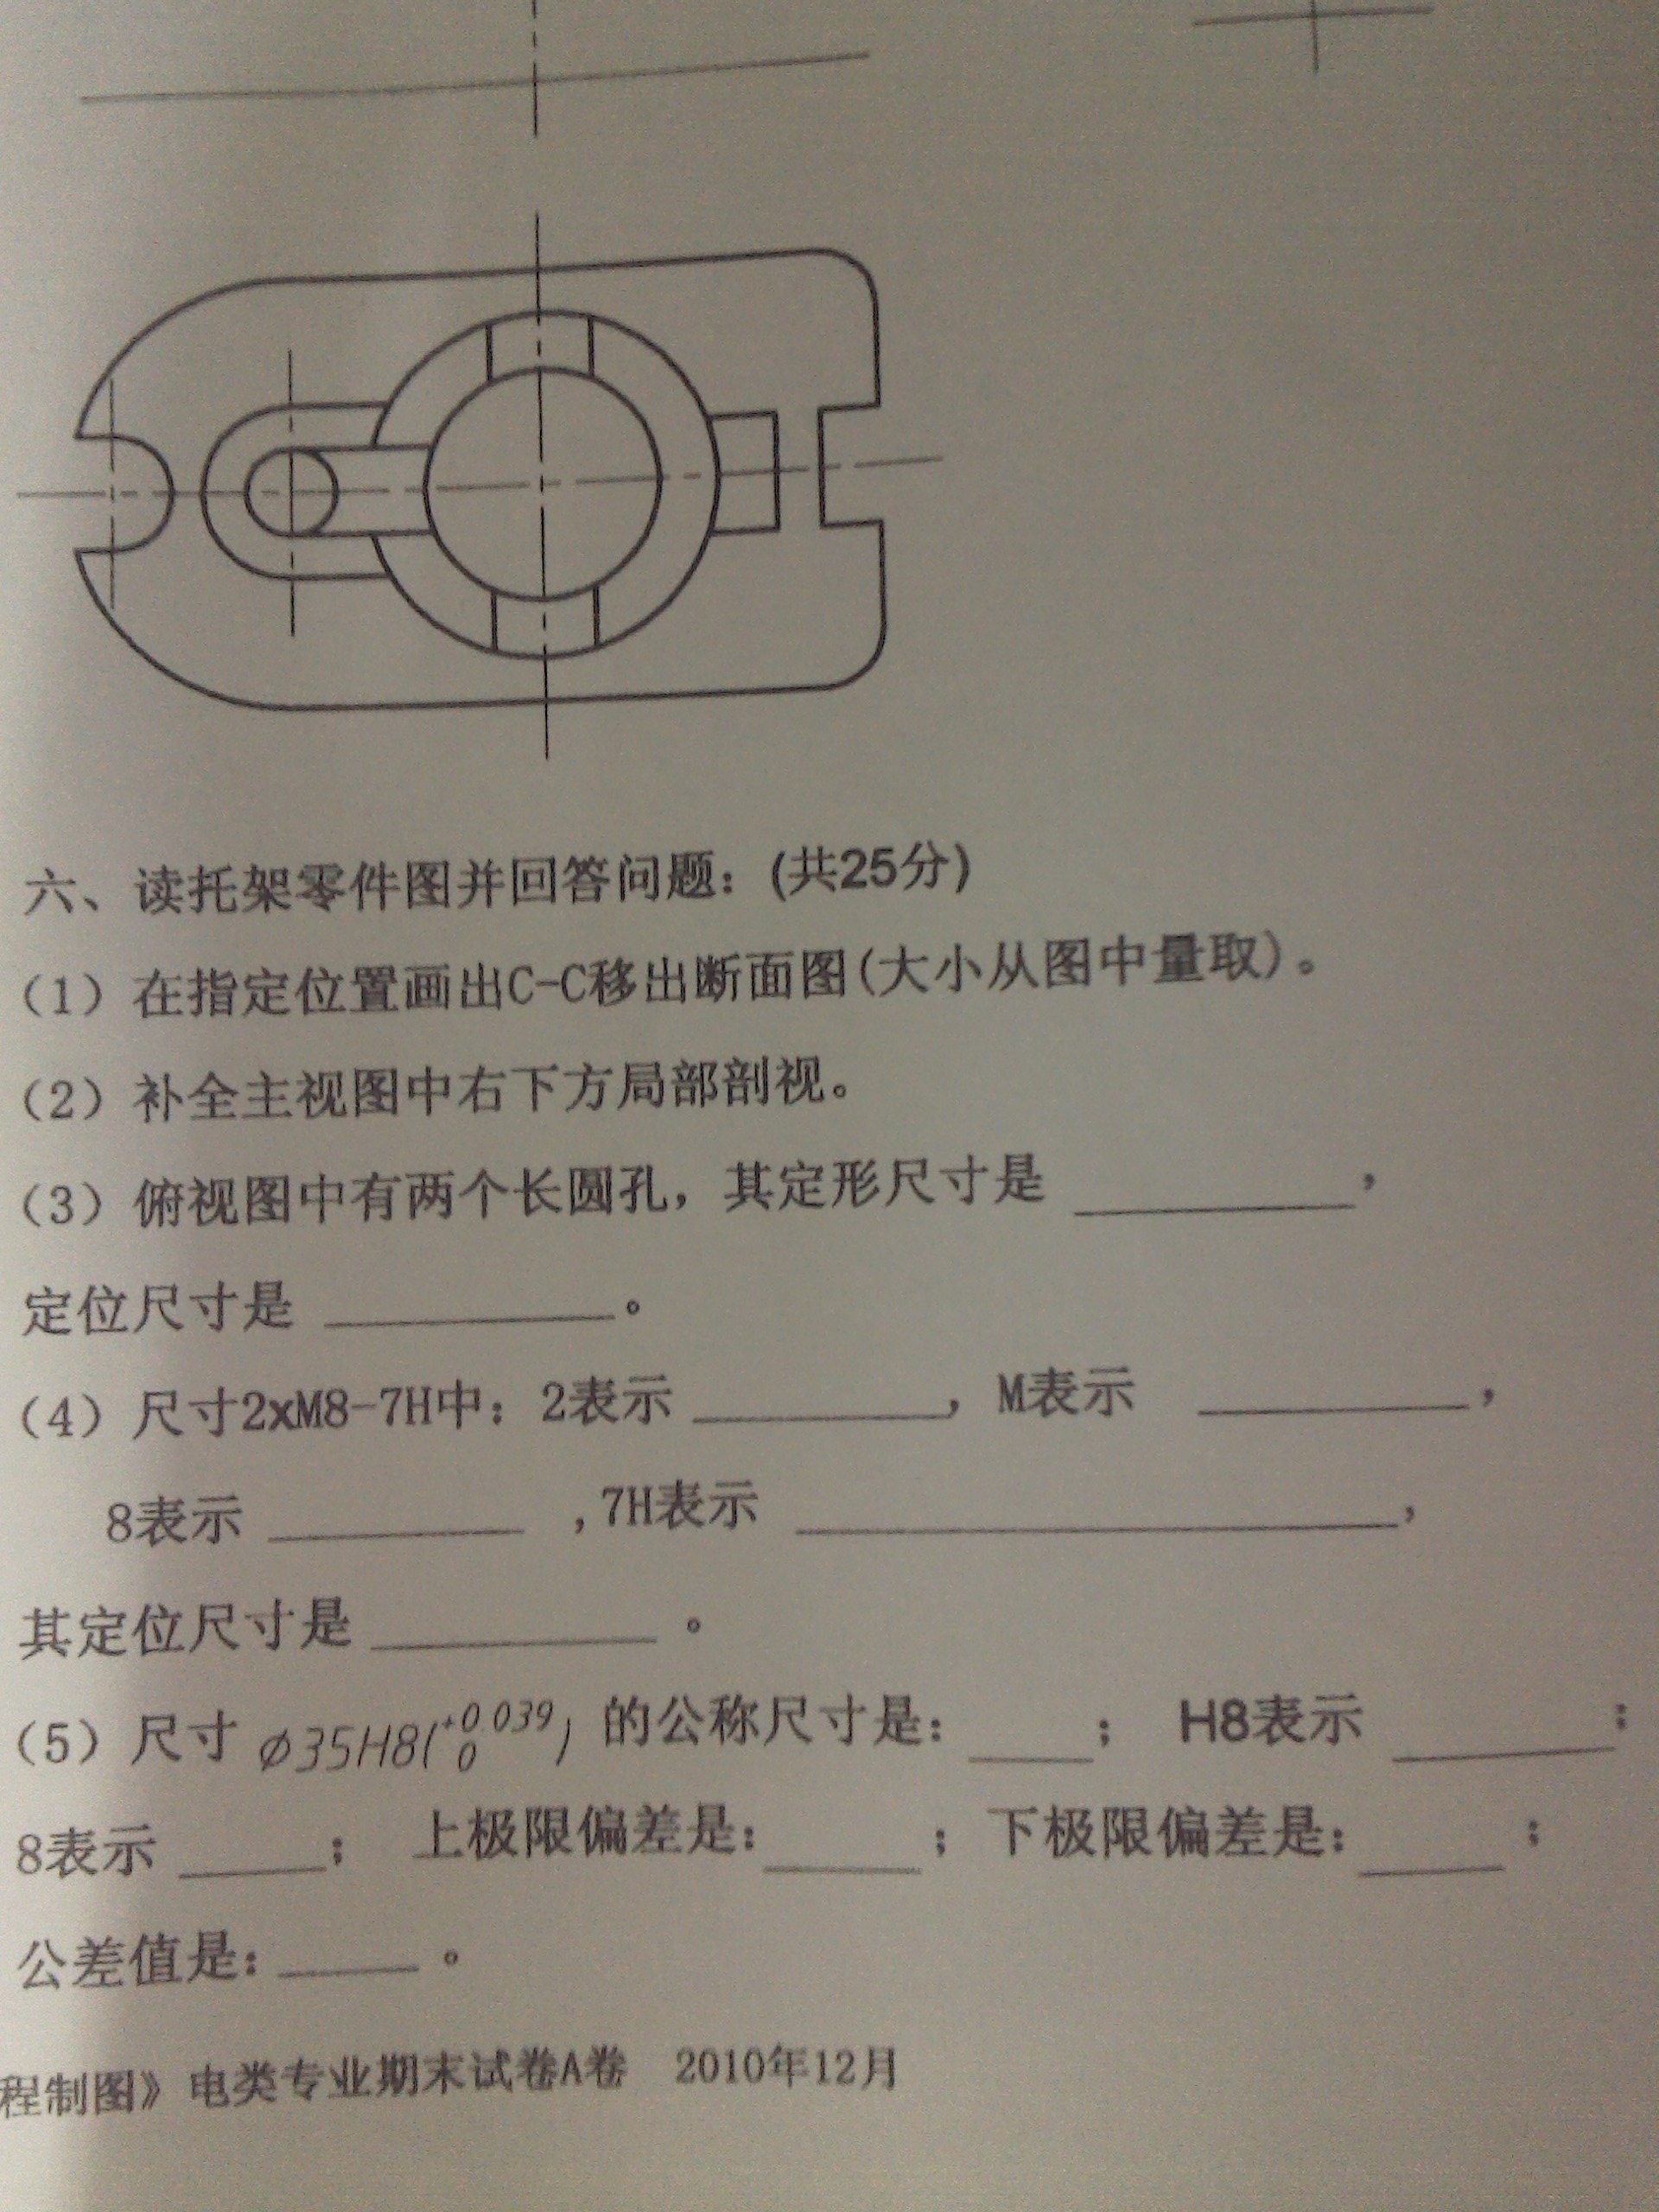 六、读托架零件图并回答问题：(共25分)
（1）在指定位置画出C-C移出断面图(大小从图中量取)。
（2）补全主视图中右下方局部剖视。
（3）俯视图中有两个长圆孔，其定形尺寸是 ________，
定位尺寸是 ________。
（4）尺寸2xM8-7H中：2表示 ________，M表示 ________，
8表示 ________ ,7H表示 ________________，
其定位尺寸是 ________ 。
（5）尺寸 ϕ35H8(+0.039 0) 的公称尺寸是：____； H8表示 ______；
8表示 ____； 上极限偏差是：____；下极限偏差是：____；
公差值是：____。
程制图》电类专业期末试卷A卷 2010年12月